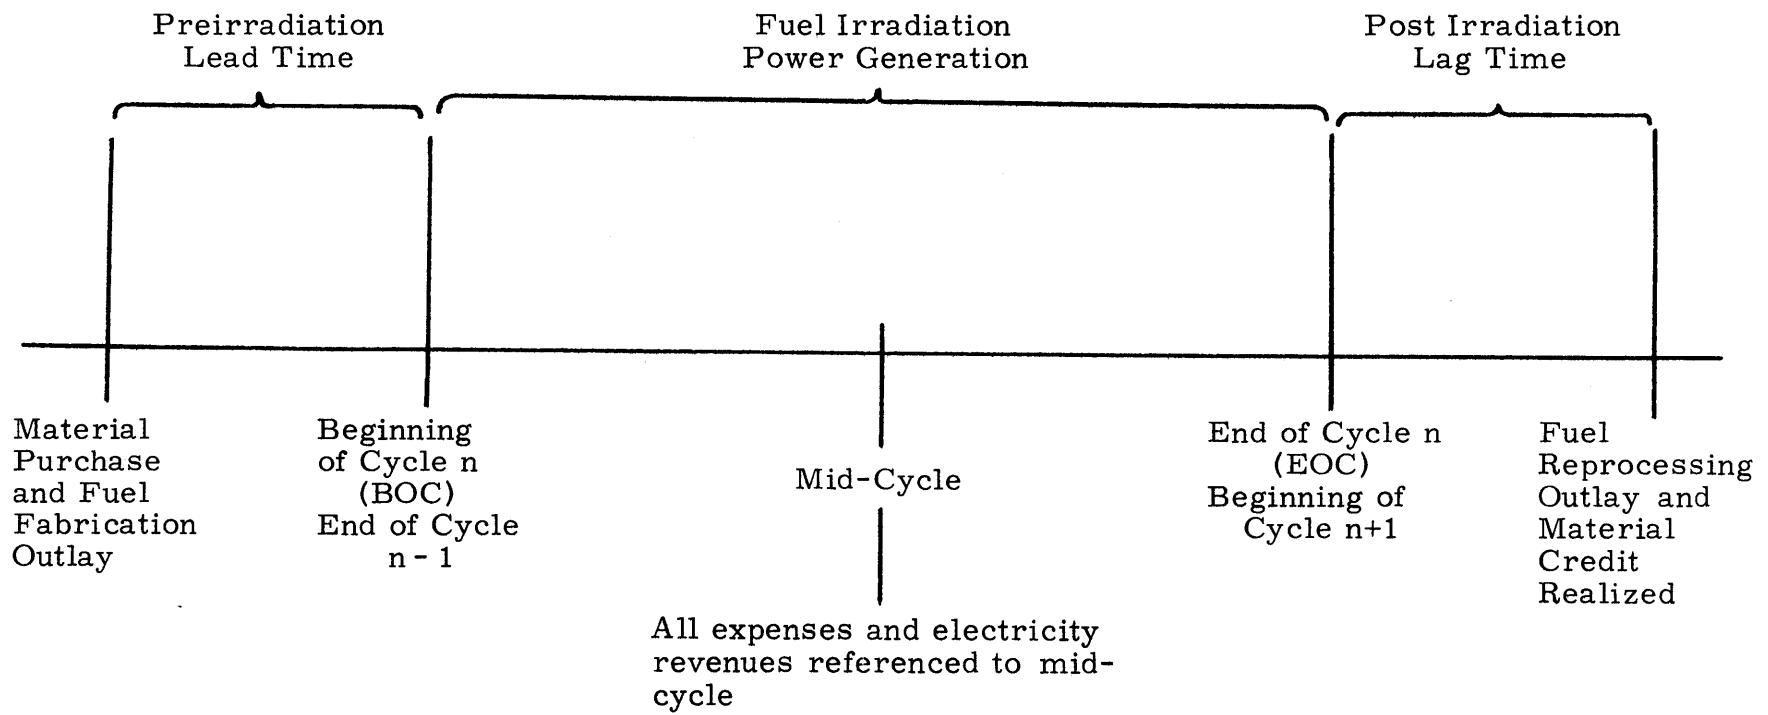 Preirradiation
Lead Time
Fuel Irradiation
Power Generation
Post Irradiation
Lag Time
Material
Purchase
and Fuel
Fabrication
Outlay
Beginning
of Cycle n
(BOC)
End of Cycle
n - 1
Mid-Cycle
All expenses and electricity
revenues referenced to mid-
cycle
End of Cycle n
(EOC)
Beginning of
Cycle n+1
Fuel
Reprocessing
Outlay and
Material
Credit
Realized